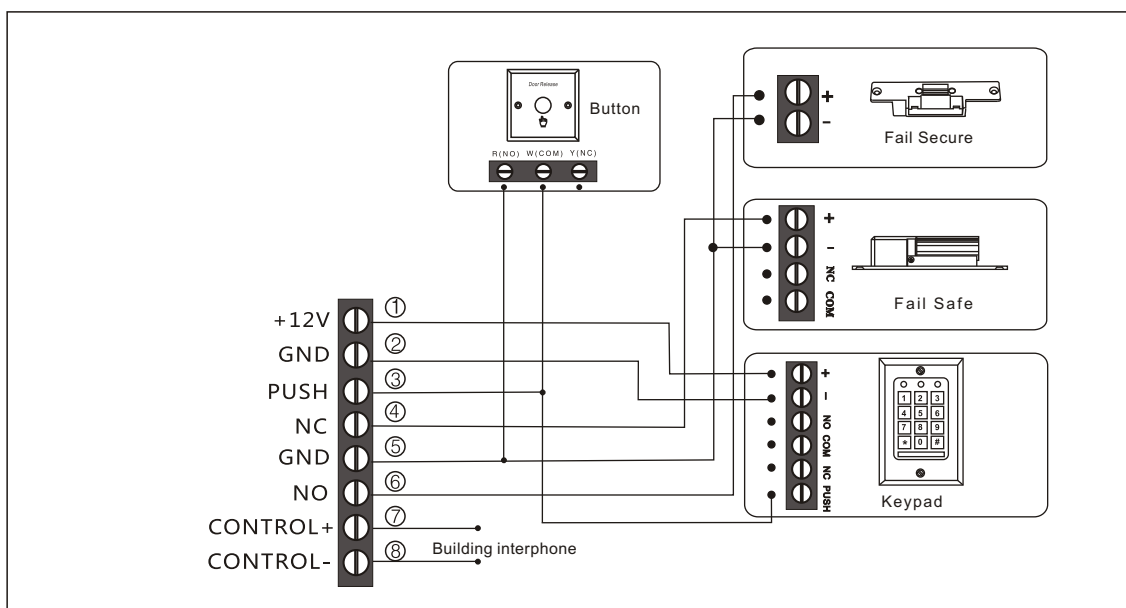 Door Release
Button
R(NO) W(COM) Y(NC)
+
-
Fail Secure
+
-
NC
COM
Fail Safe
+12V ①
GND ②
PUSH ③
NC ④
GND ⑤
NO ⑥
CONTROL+ ⑦
CONTROL- ⑧
Building interphone
+
-
NO
COM
NC
PUSH
1 2 3
4 5 6
7 8 9
* 0 #
Keypad